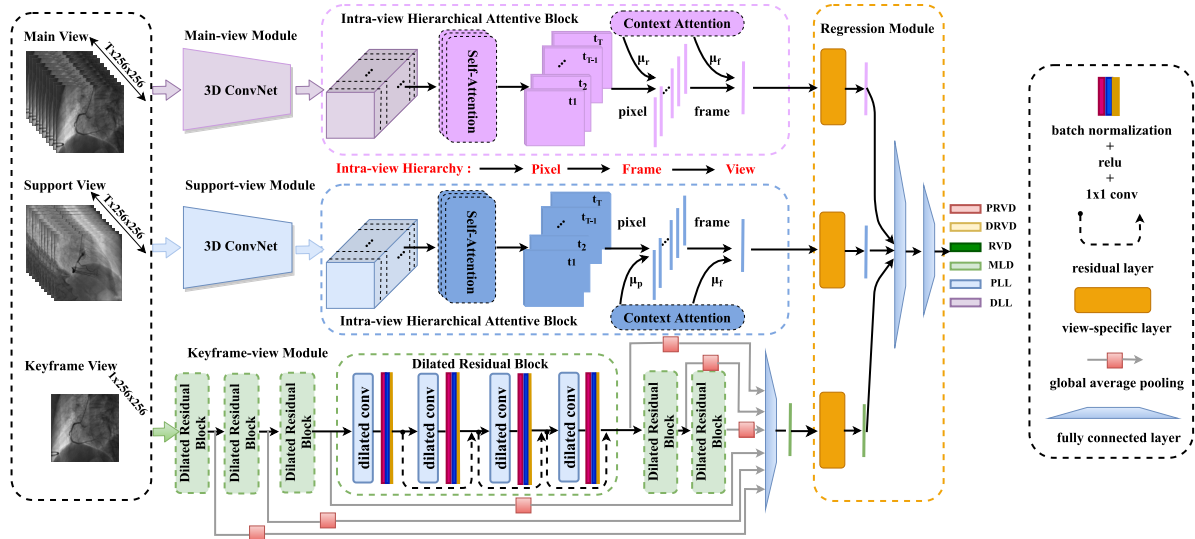 Main View
Tx256x256
Main-view Module
3D ConvNet
Intra-view Hierarchical Attentive Block
Self-Attention
t1
t2
tT-1
tT
Context Attention
μr
μf
pixel
frame
Intra-view Hierarchy :
Pixel
Frame
View
Support View
Tx256x256
Support-view Module
3D ConvNet
Self-Attention
t1
t2
tT-1
tT
pixel
frame
μp
μf
Context Attention
Intra-view Hierarchical Attentive Block
Keyframe View
1x256x256
Keyframe-view Module
Dilated Residual Block
Dilated Residual Block
Dilated Residual Block
Dilated Residual Block
dilated conv
dilated conv
dilated conv
dilated conv
Dilated Residual Block
Dilated Residual Block
Regression Module
PRVD
DRVD
RVD
MLD
PLL
DLL
batch normalization
+
relu
+
1x1 conv
residual layer
view-specific layer
global average pooling
fully connected layer